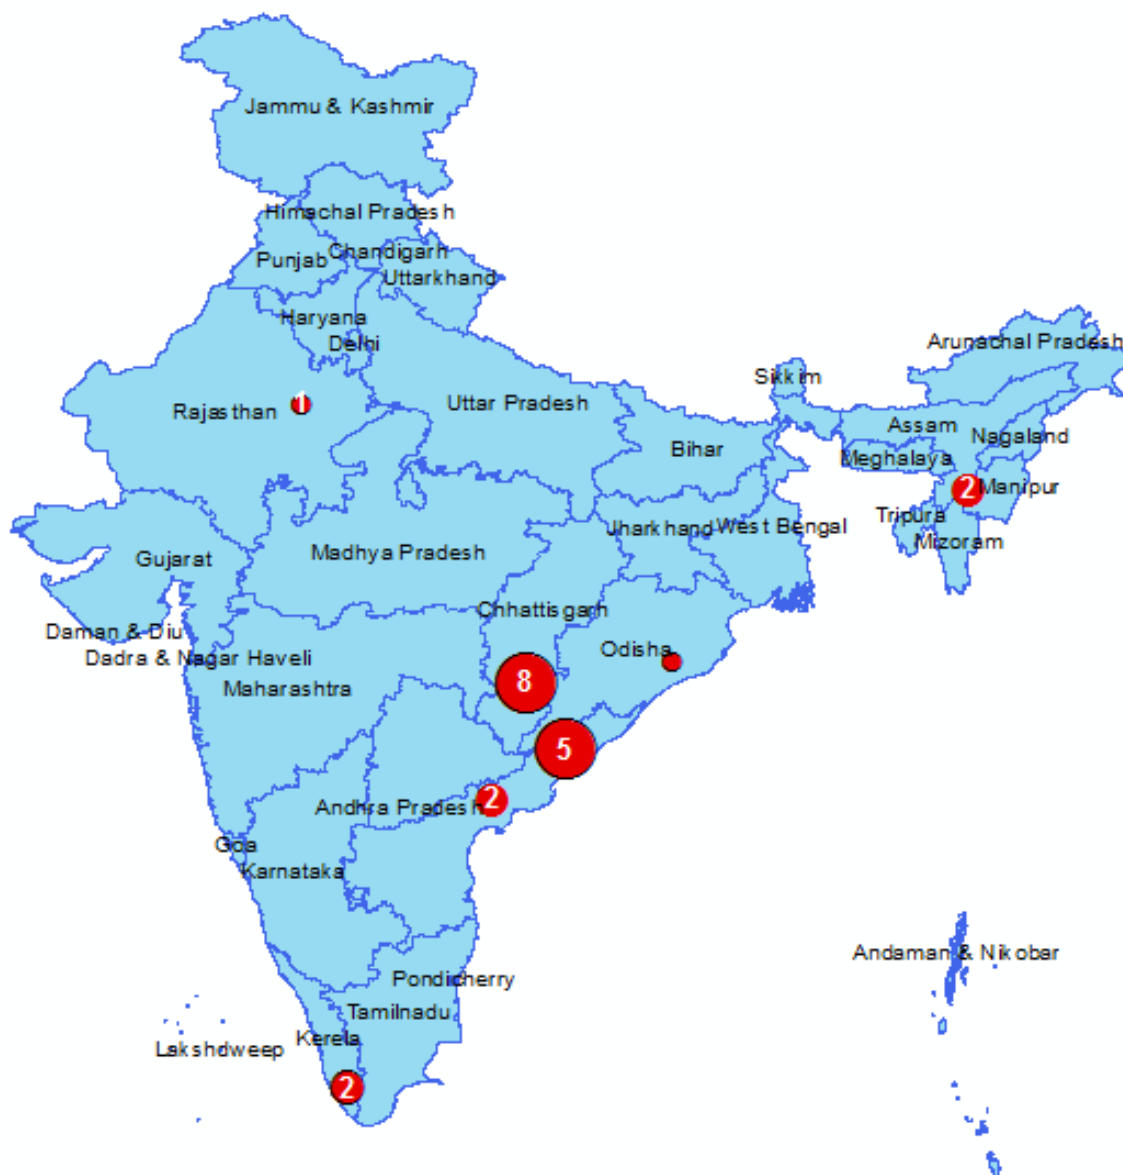 Jammu & Kashmir
Himachal Pradesh
Chandigarh
Punjab
Uttarkhand
Haryana
Delhi
Arunachal Pradesh
Sikkim
Rajasthan
1
Uttar Pradesh
Assam
Nagaland
Bihar
Meghalaya
2
Manipur
Tripura
Jharkhand
West Bengal
Mizoram
Madhya Pradesh
Gujarat
Chhattisgarh
Daman & Diu
Odisha
Dadra & Nagar Haveli
8
Maharashtra
5
Andhra Pradesh
2
Goa
Karnataka
Andaman & Nikobar
Pondicherry
Tamilnadu
Kerela
Lakshdweep
2